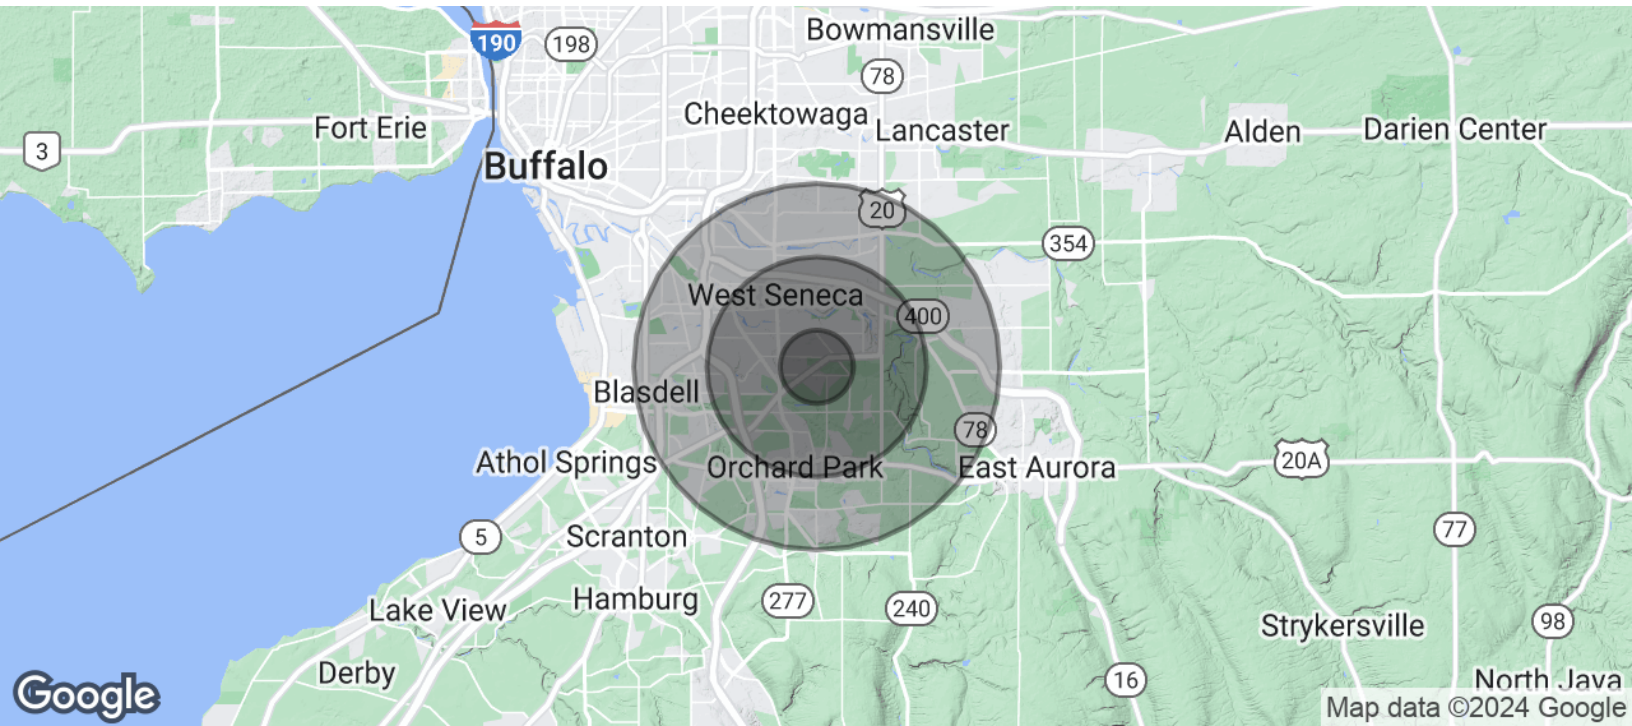 Bowmansville
190
198
78
Cheektowaga
Fort Erie
Lancaster
Alden
Darien Center
3
Buffalo
20
354
West Seneca
400
Blasdell
78
Athol Springs
Orchard Park
East Aurora
20A
5
Scranton
77
Hamburg
277
Lake View
240
Strykersville
98
Derby
16
North Java
Google
Map data ©2024 Google